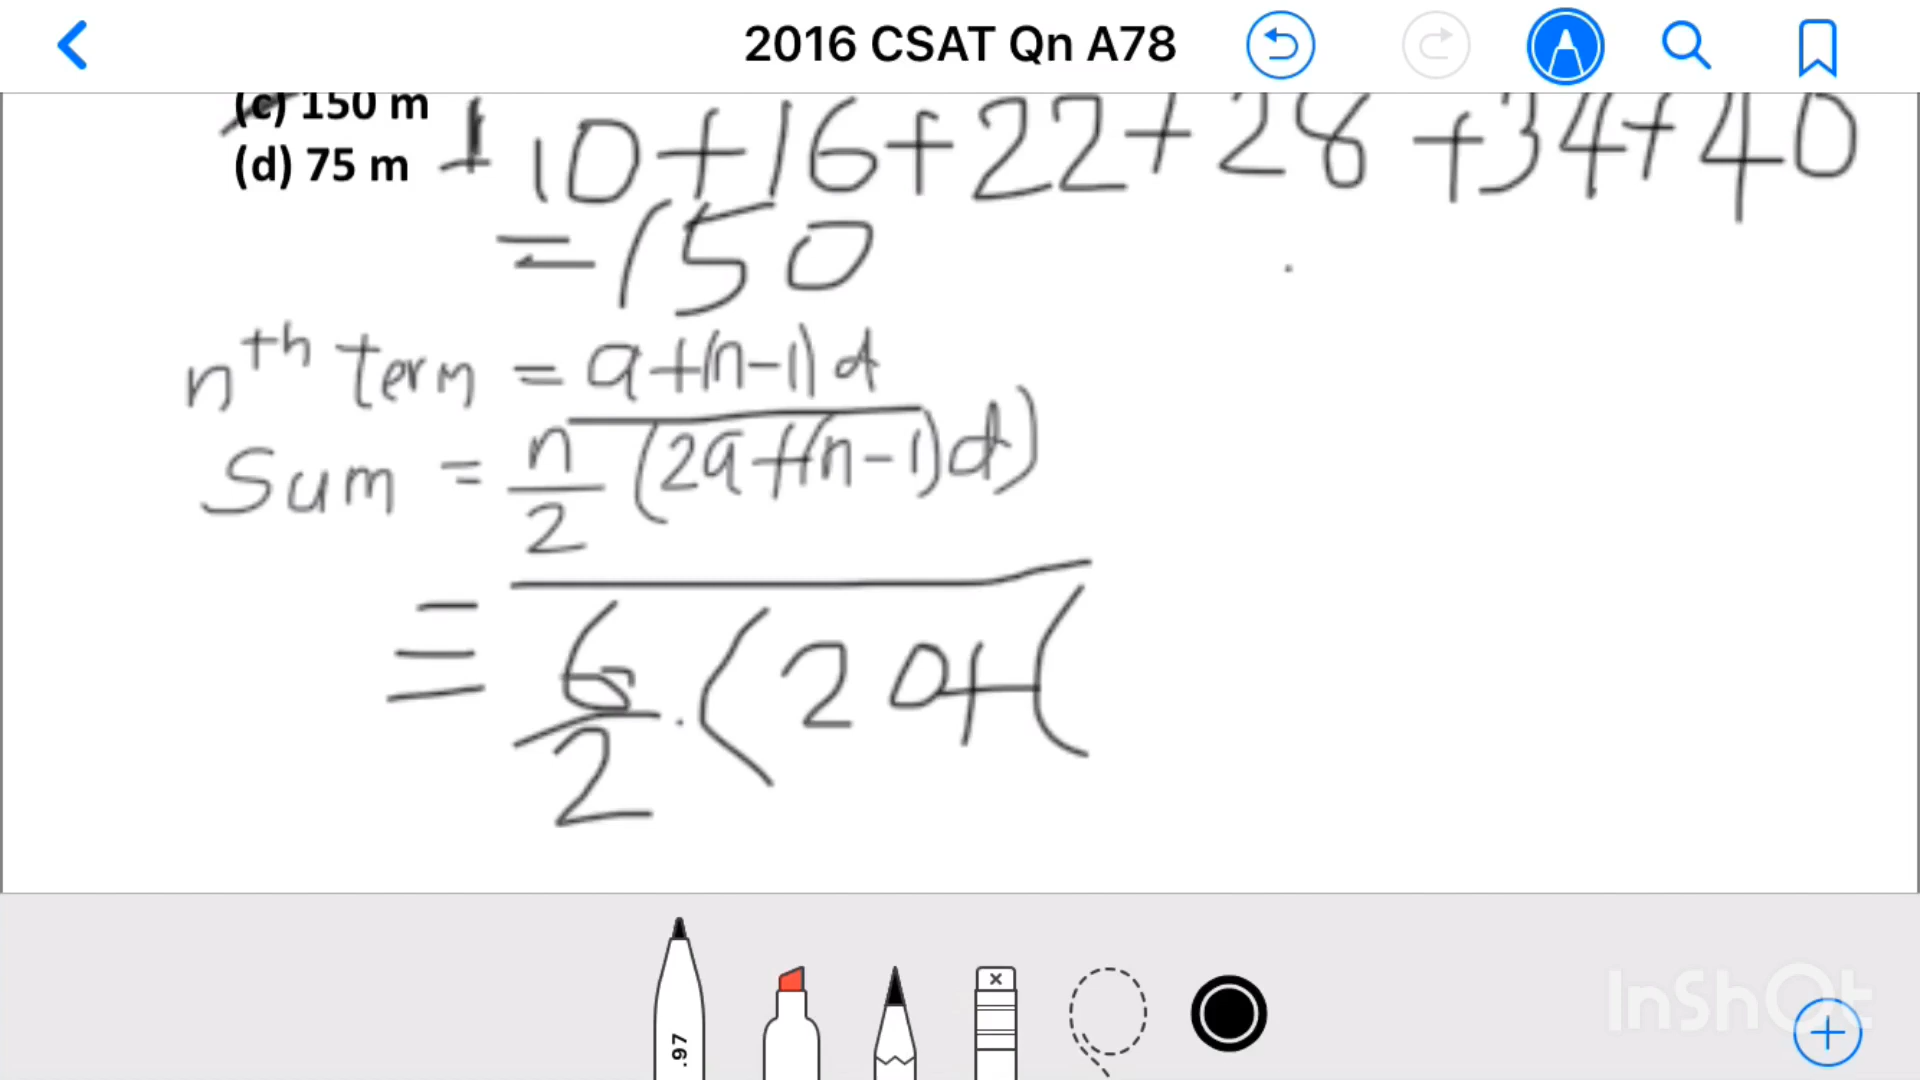 2016 CSAT Qn A78
(c) 150 m
(d) 75 m
+10+16+22+28+34+40
=150
nth term = a+(n-1)d
Sum = n/2 (2a+(n-1)d)
= 6/2 . (20+(
.97
InShOt